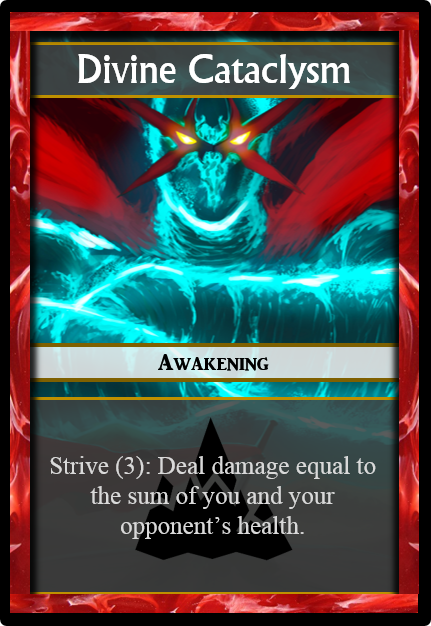 Divine Cataclysm
Awakening
Strive (3): Deal damage equal to
the sum of you and your
opponent’s health.